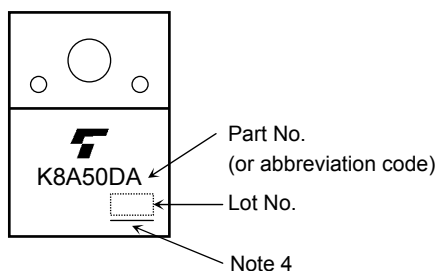 K8A50DA
Part No.
(or abbreviation code)
Lot No.
Note 4